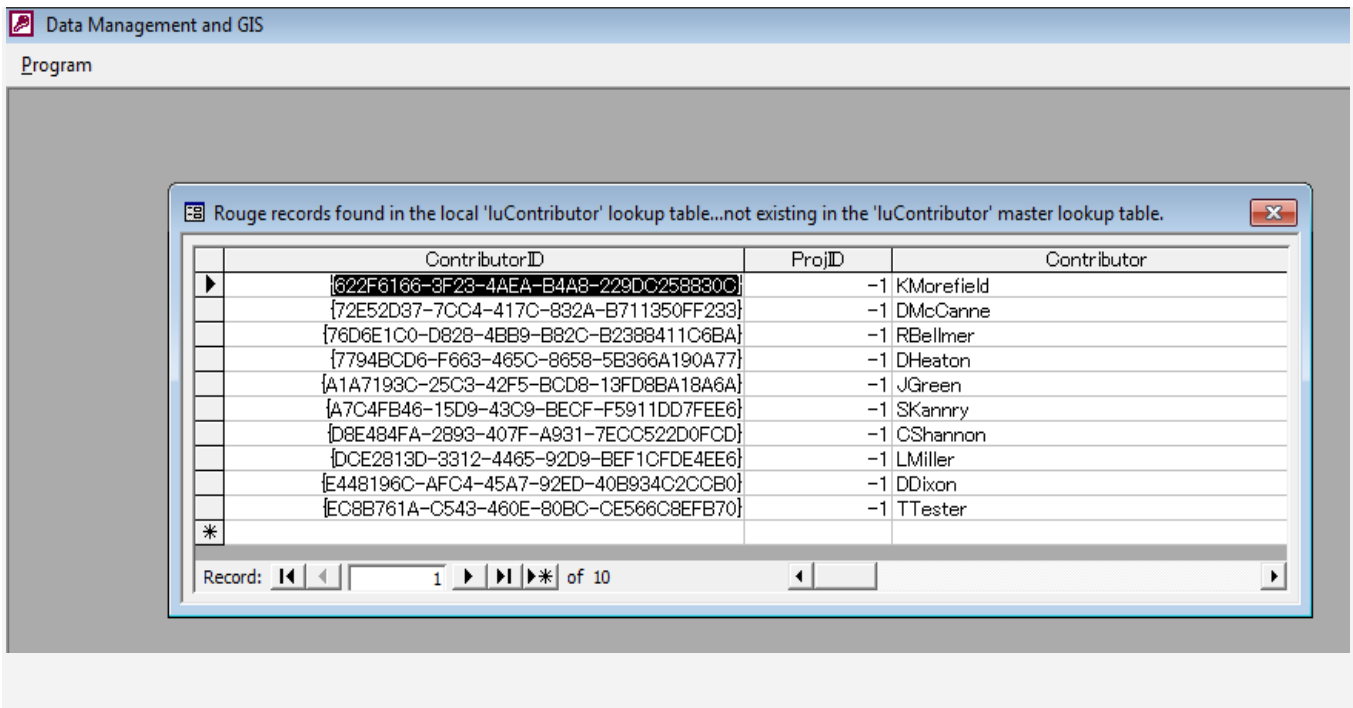 Data Management and GIS
Program
Rouge records found in the local 'luContributor' lookup table...not existing in the 'luContributor' master lookup table.
ContributorID ProjID Contributor
{622F6166-3F23-4AEA-B4A8-229DC258830C} -1 KMorefield
{72E52D37-7CC4-417C-832A-B711350FF233} -1 DMcCanne
{76D6E1C0-D828-4BB9-B82C-B2388411C6BA} -1 RBellmer
{7794BCD6-F663-465C-8658-5B366A190A77} -1 DHeaton
{A1A7193C-25C3-42F5-BCD8-13FD8BA18A6A} -1 JGreen
{A7C4FB46-15D9-43C9-BECF-F5911DD7FEE6} -1 SKannry
{D8E484FA-2893-407F-A931-7ECC522D0FCD} -1 CShannon
{DCE2813D-3312-4465-92D9-BEF1CFDE4EE6} -1 LMiller
{E448196C-AFC4-45A7-92ED-40B934C2CCB0} -1 DDixon
{EC8B761A-C543-460E-80BC-CE566C8EFB70} -1 TTester
Record: 1 of 10